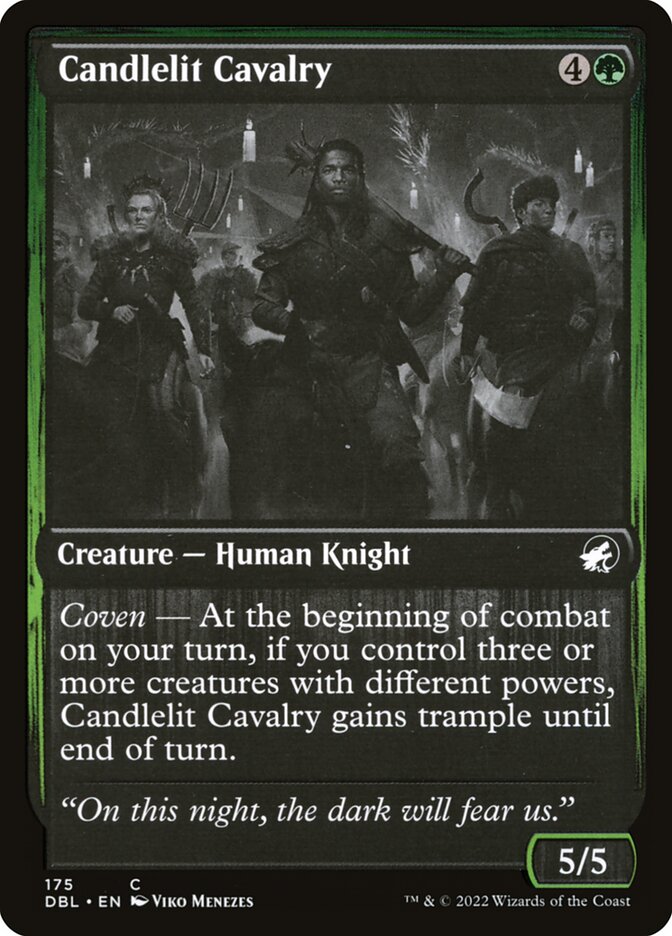 Candlelit Cavalry 4
Creature — Human Knight
Coven — At the beginning of combat
on your turn, if you control three or
more creatures with different powers,
Candlelit Cavalry gains trample until
end of turn.
“On this night, the dark will fear us.”
5/5
175 C
DBL • EN Viko Menezes ™ & © 2022 Wizards of the Coast